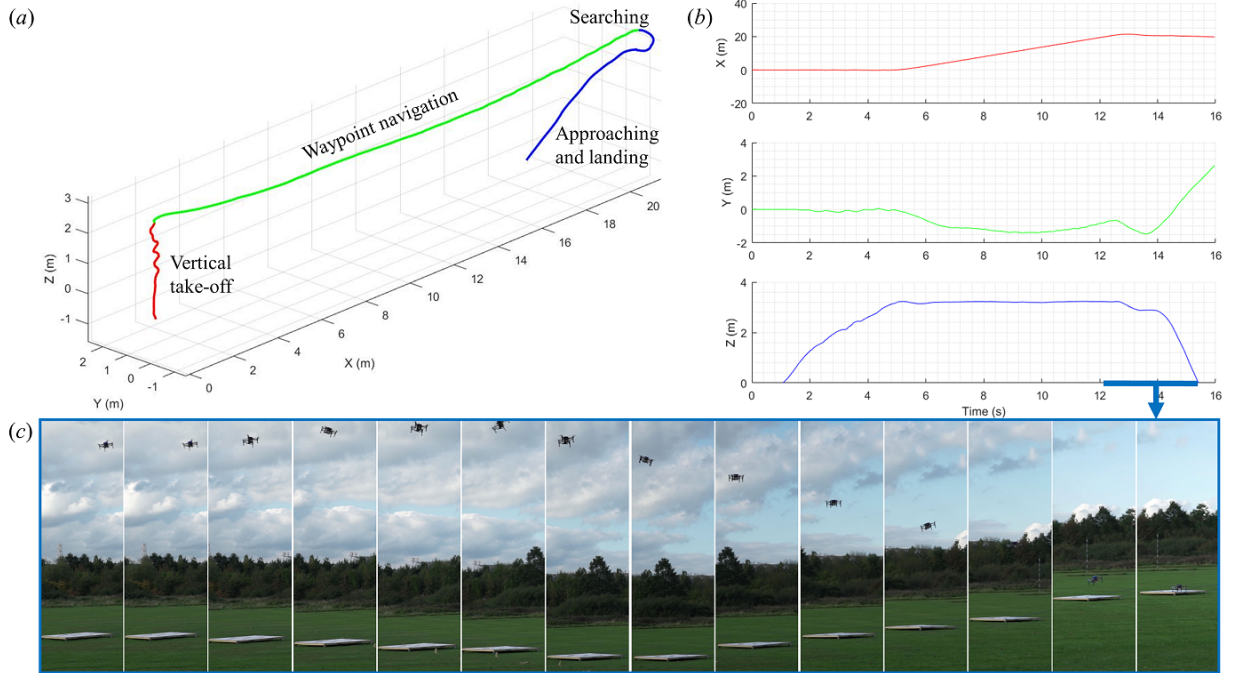 (a)
Searching
Waypoint navigation
Approaching
and landing
Vertical
take-off
Z (m)
3
2
1
0
-1
2
1
0
-1
Y (m)
0
2
4
6
8
10
12
14
16
18
20
X (m)
(b)
X (m)
40
20
0
-20
0 2 4 6 8 10 12 14 16
Y (m)
4
2
0
-2
0 2 4 6 8 10 12 14 16
Z (m)
4
2
0
0 2 4 6 8 10 12 14 16
Time (s)
(c)